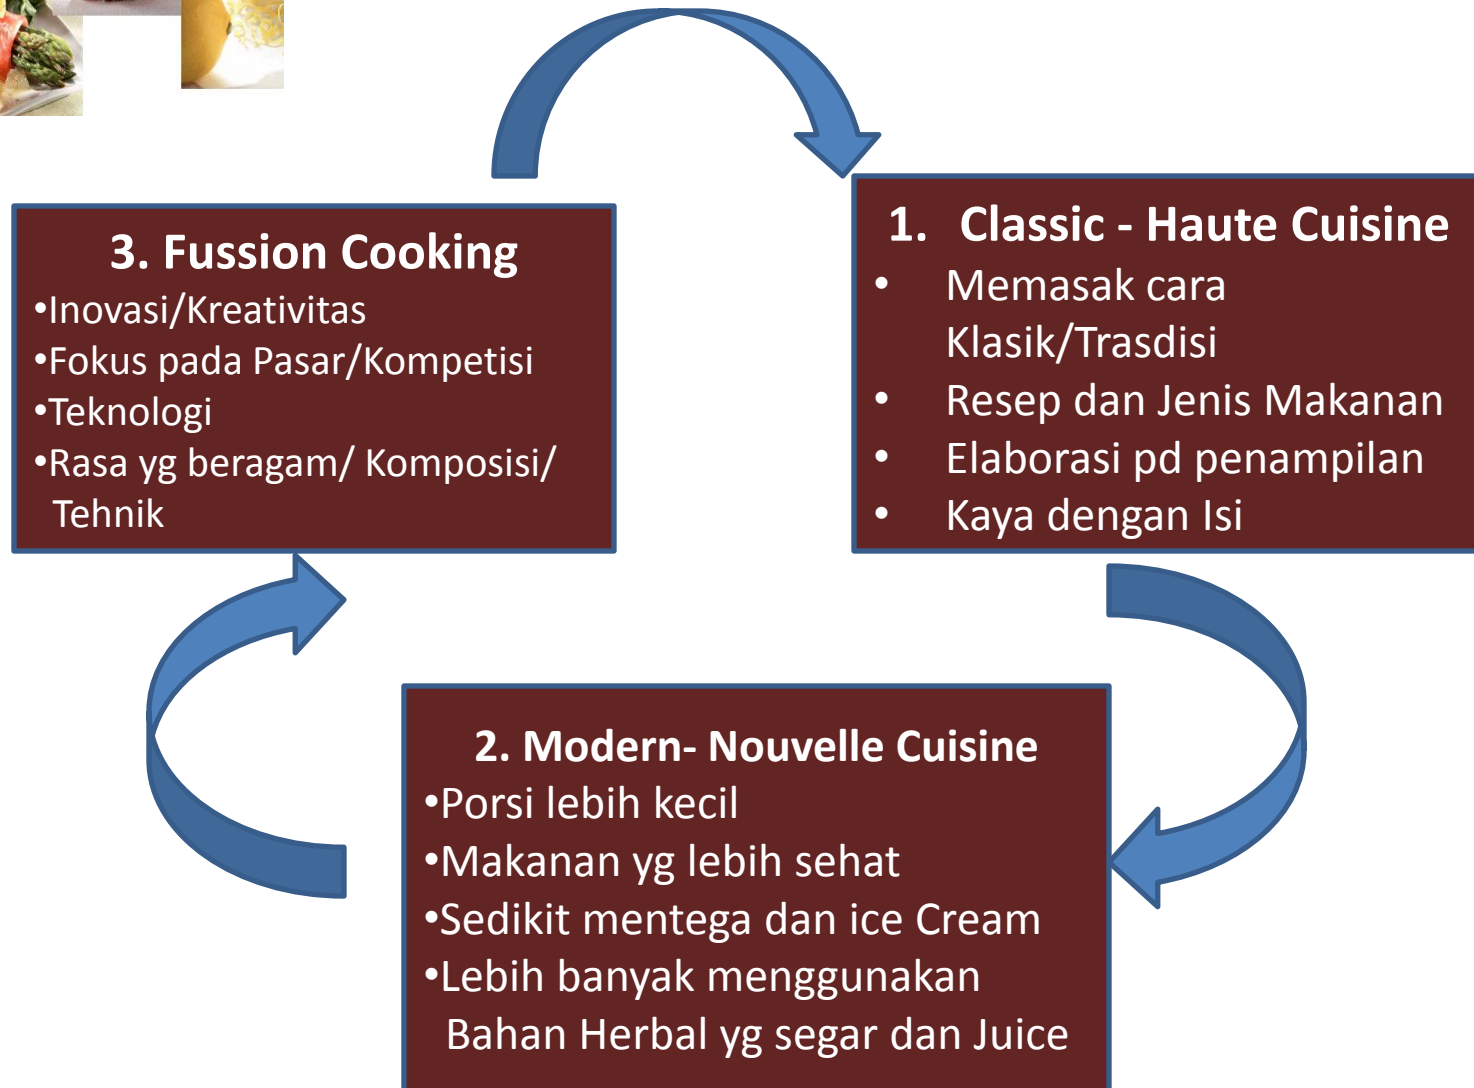 1. Classic - Haute Cuisine
• Memasak cara
Klasik/Trasdisi
• Resep dan Jenis Makanan
• Elaborasi pd penampilan
• Kaya dengan Isi
2. Modern- Nouvelle Cuisine
•Porsi lebih kecil
•Makanan yg lebih sehat
•Sedikit mentega dan ice Cream
•Lebih banyak menggunakan
Bahan Herbal yg segar dan Juice
3. Fussion Cooking
•Inovasi/Kreativitas
•Fokus pada Pasar/Kompetisi
•Teknologi
•Rasa yg beragam/ Komposisi/
Tehnik